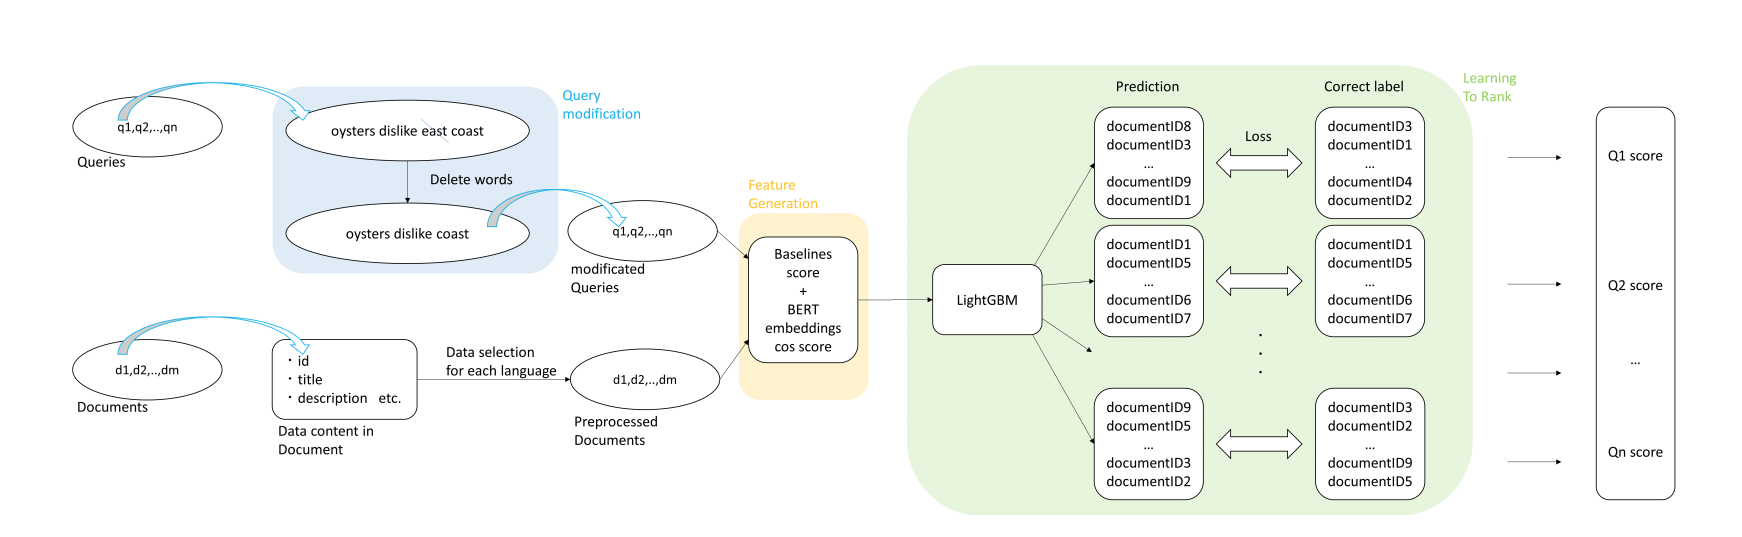 q1,q2,..,qn
Queries
oysters dislike east coast
Delete words
oysters dislike coast
Query
modification
q1,q2,..,qn
modificated
Queries
d1,d2,..,dm
Documents
・id
・title
・description etc.
Data content in
Document
Data selection
for each language
d1,d2,..,dm
Preprocessed
Documents
Feature
Generation
Baselines
score
+
BERT
embeddings
cos score
LightGBM
Learning
To Rank
Prediction
documentID8
documentID3
...
documentID9
documentID1
Loss
Correct label
documentID3
documentID1
...
documentID4
documentID2
documentID1
documentID5
...
documentID6
documentID7
documentID1
documentID5
...
documentID6
documentID7
documentID9
documentID5
...
documentID3
documentID2
documentID3
documentID2
...
documentID9
documentID5
Q1 score
Q2 score
...
Qn score